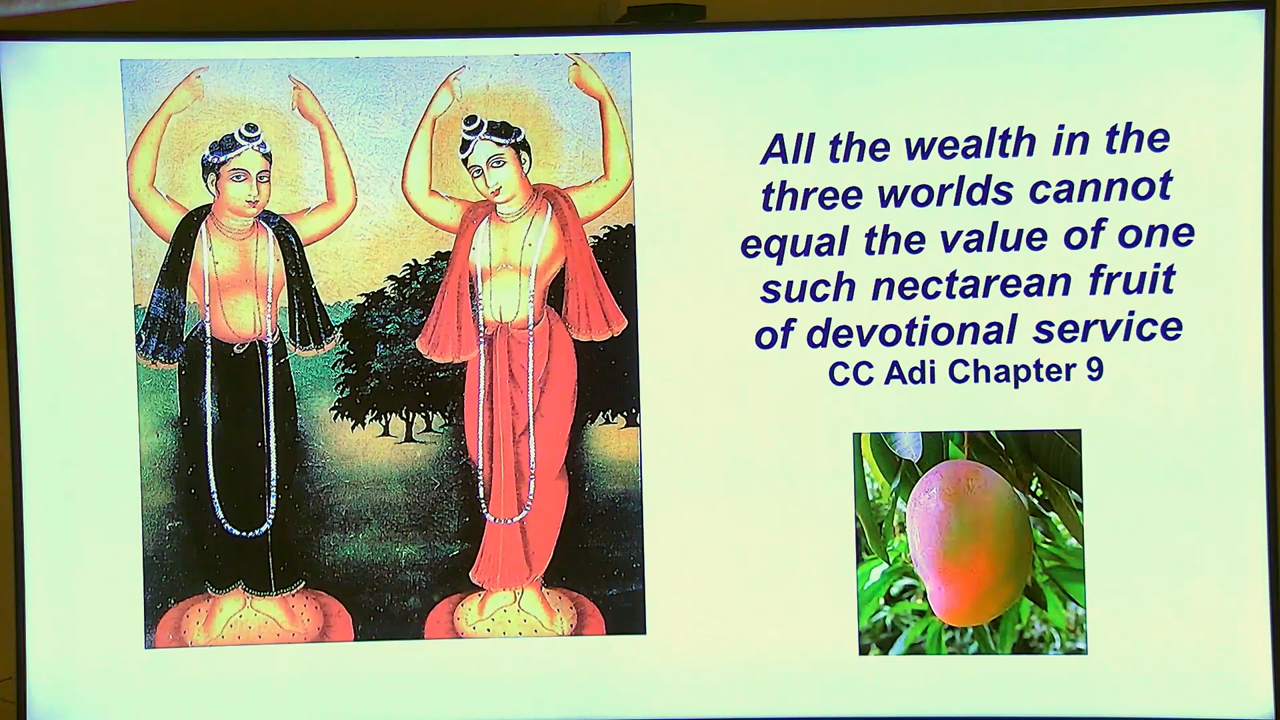 All the wealth in the
three worlds cannot
equal the value of one
such nectarean fruit
of devotional service
CC Adi Chapter 9